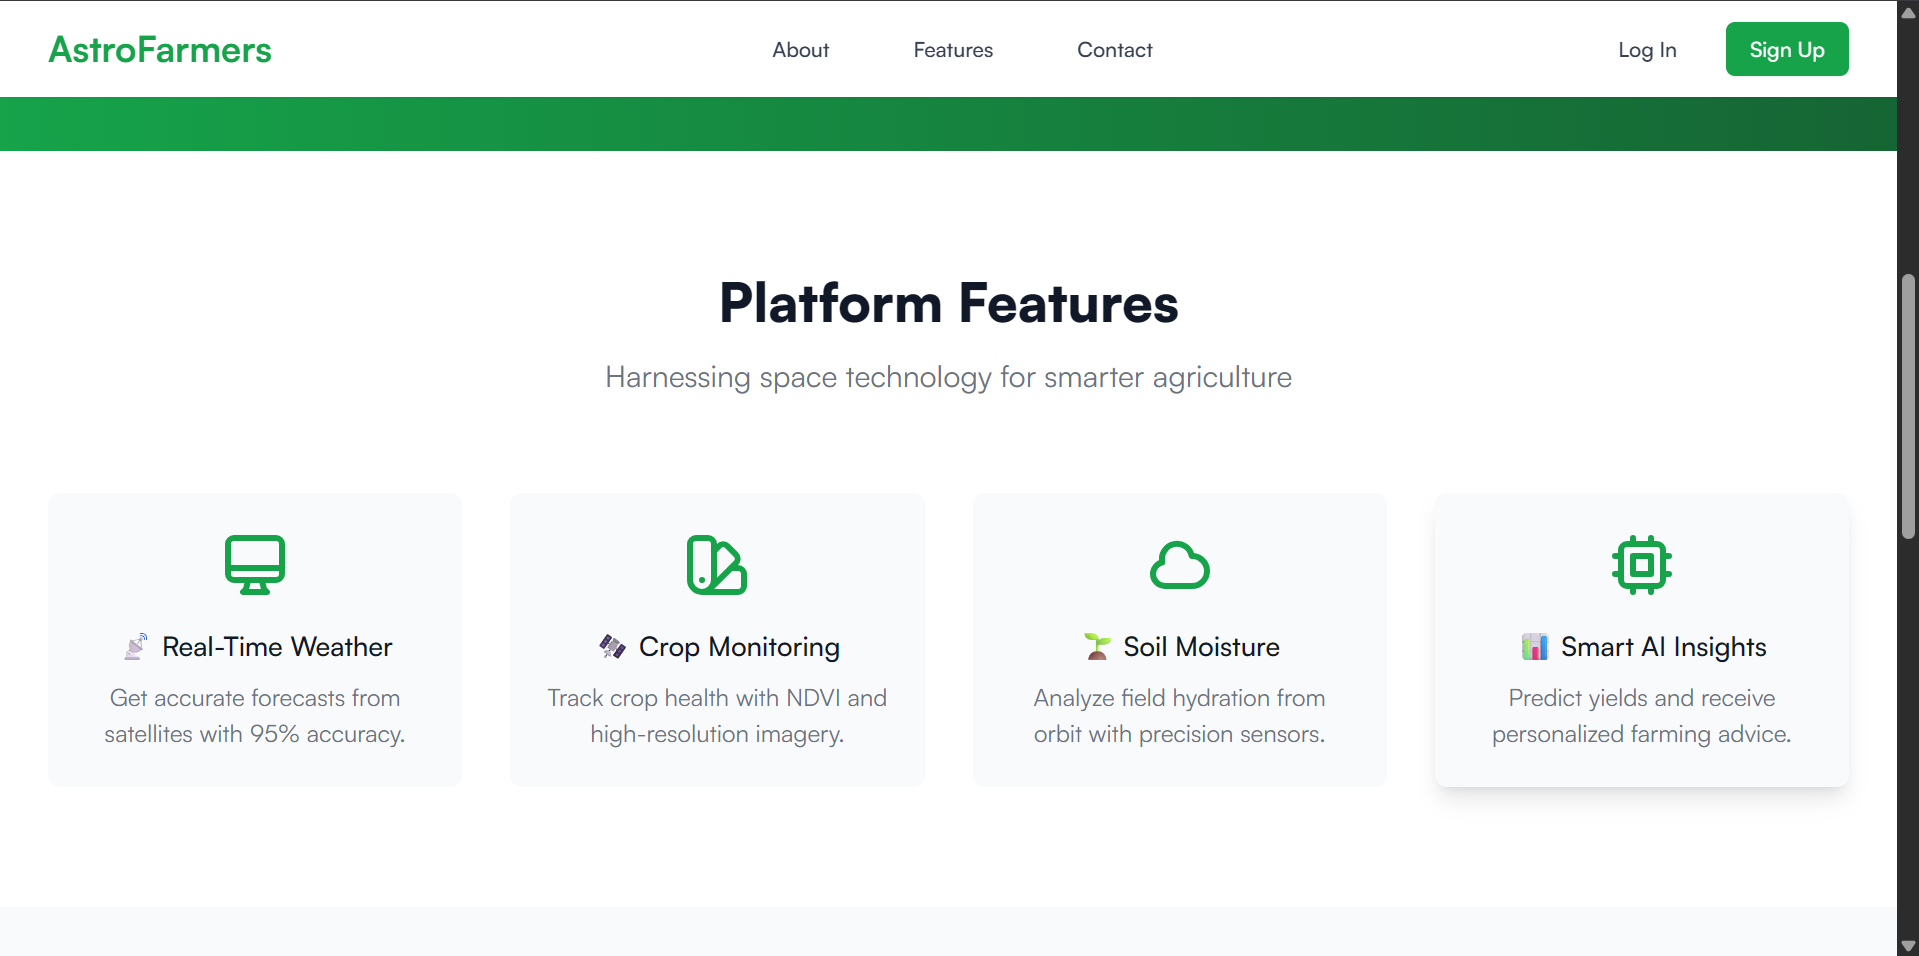 AstroFarmers
About
Features
Contact
Log In
Sign Up
Platform Features
Harnessing space technology for smarter agriculture
📡 Real-Time Weather
Get accurate forecasts from
satellites with 95% accuracy.
🛰️ Crop Monitoring
Track crop health with NDVI and
high-resolution imagery.
🌱 Soil Moisture
Analyze field hydration from
orbit with precision sensors.
📊 Smart AI Insights
Predict yields and receive
personalized farming advice.